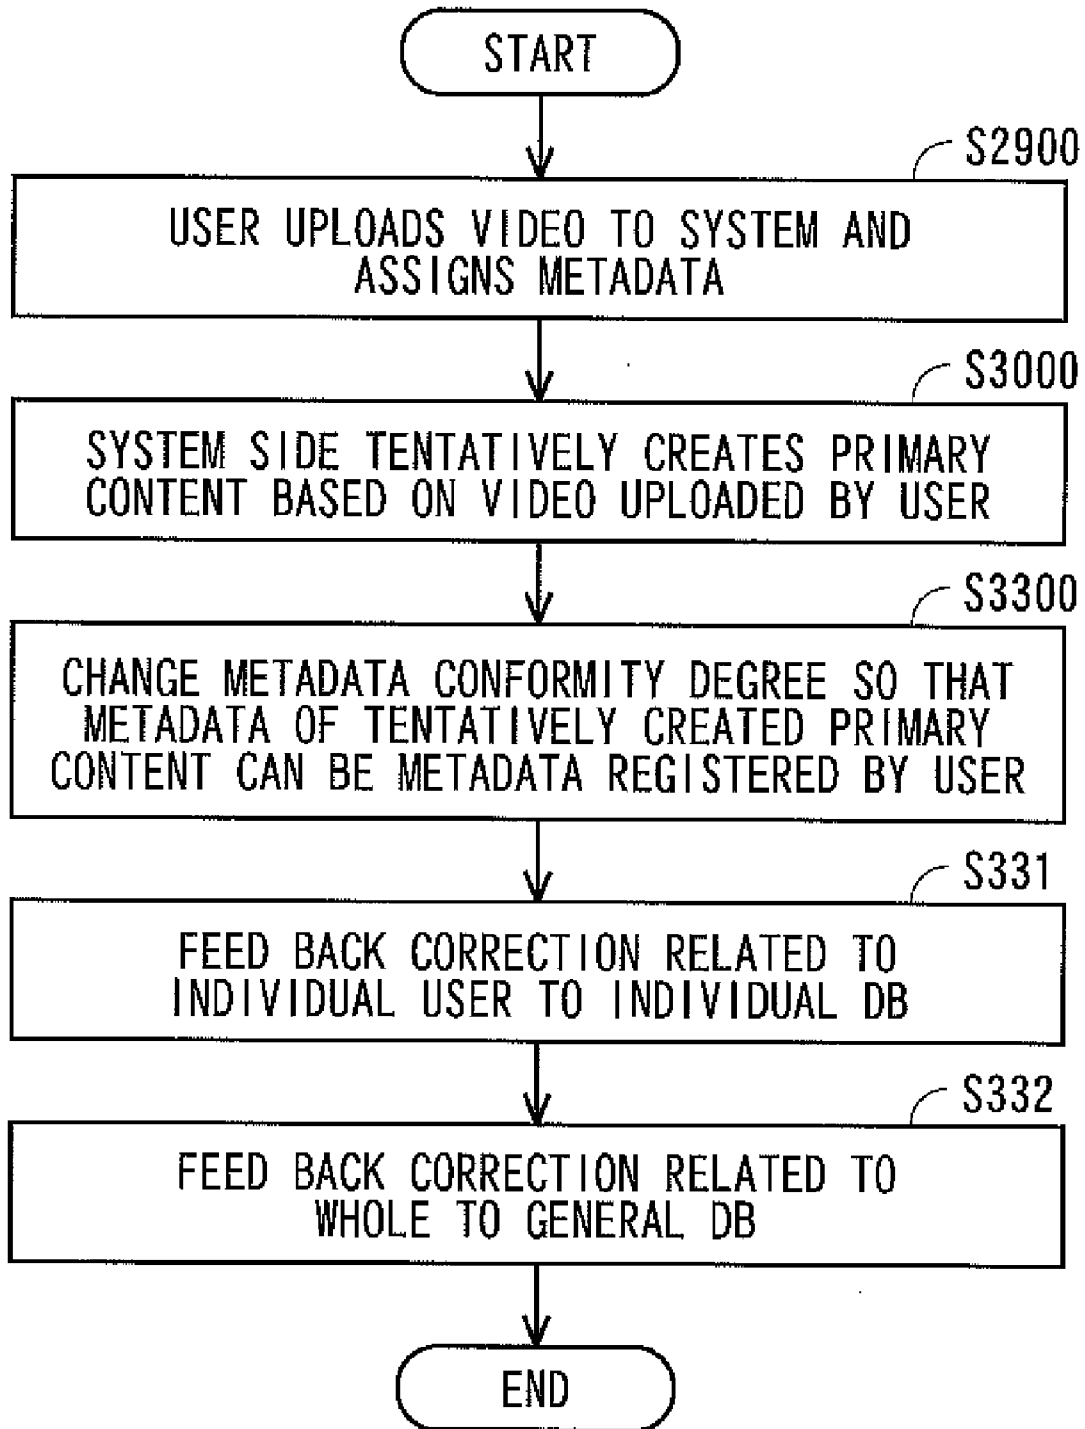 START
S2900
USER UPLOADS VIDEO TO SYSTEM AND
ASSIGNS METADATA
S3000
SYSTEM SIDE TENTATIVELY CREATES PRIMARY
CONTENT BASED ON VIDEO UPLOADED BY USER
S3300
CHANGE METADATA CONFORMITY DEGREE SO THAT
METADATA OF TENTATIVELY CREATED PRIMARY
CONTENT CAN BE METADATA REGISTERED BY USER
S331
FEED BACK CORRECTION RELATED TO
INDIVIDUAL USER TO INDIVIDUAL DB
S332
FEED BACK CORRECTION RELATED TO
WHOLE TO GENERAL DB
END